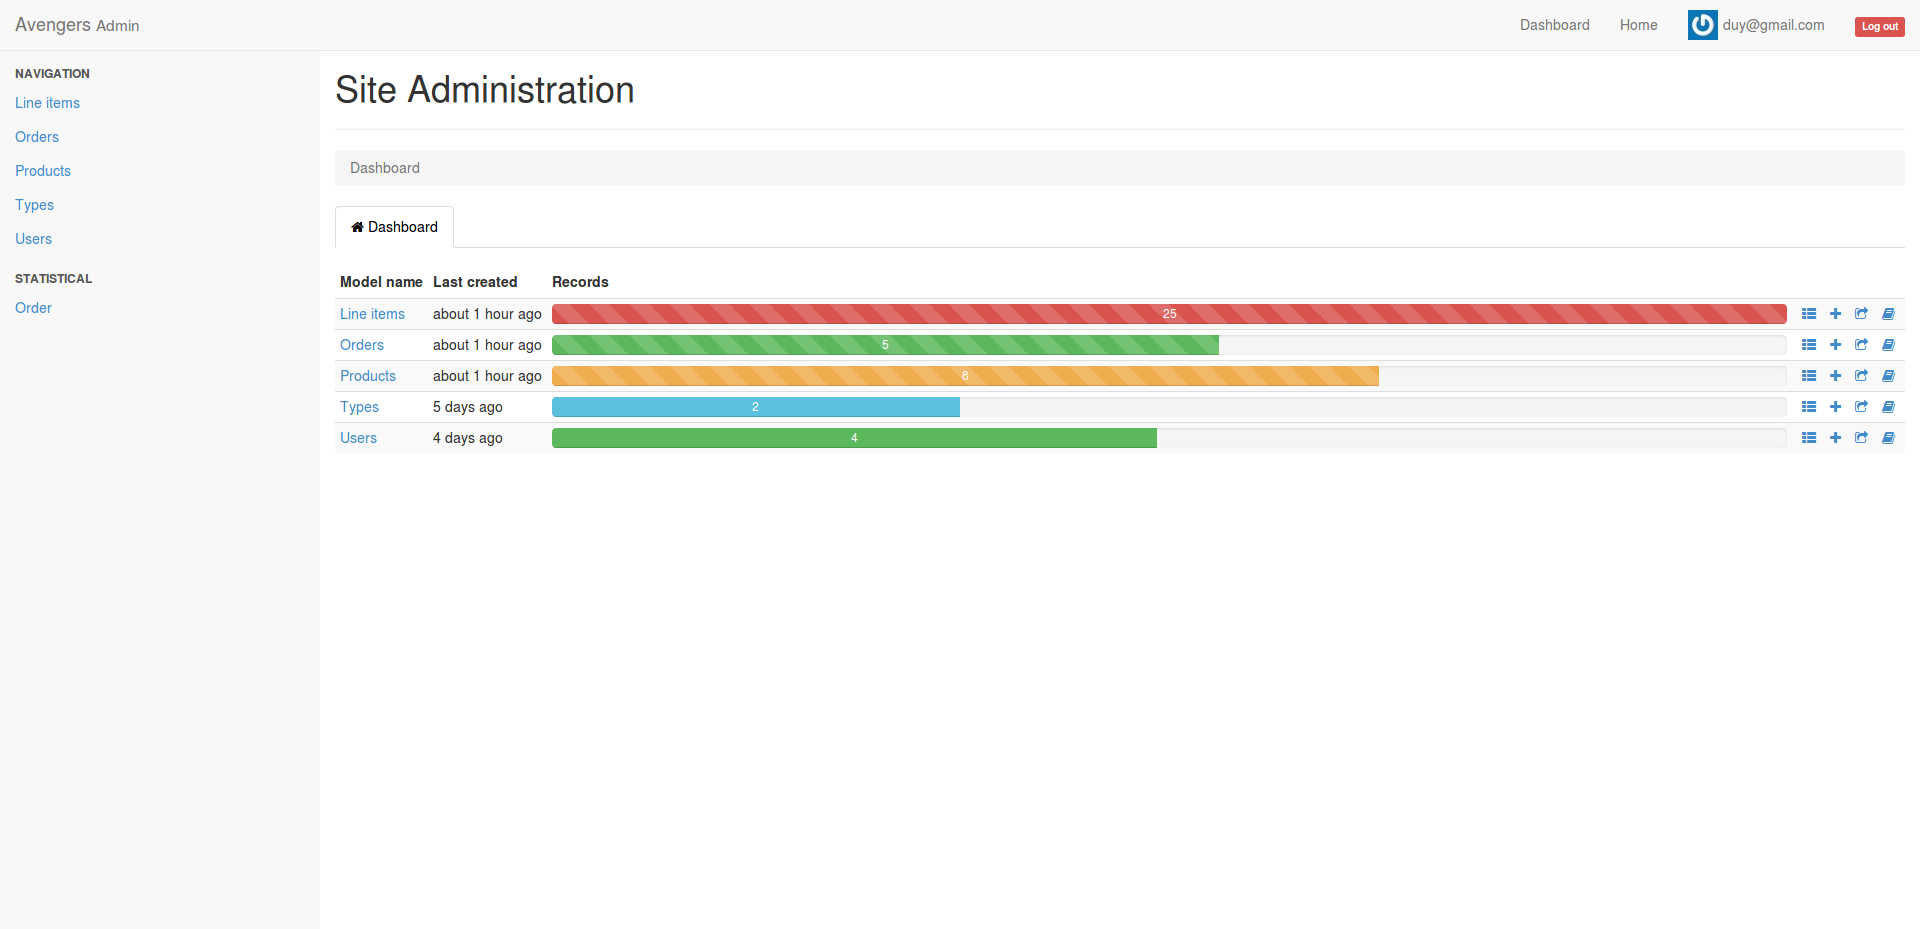 Avengers Admin
Dashboard Home duy@gmail.com Log out
NAVIGATION
Line items
Orders
Products
Types
Users
STATISTICAL
Order
Site Administration
Dashboard
Dashboard
Model name Last created Records
Line items about 1 hour ago 25
Orders about 1 hour ago 5
Products about 1 hour ago 8
Types 5 days ago 2
Users 4 days ago 4